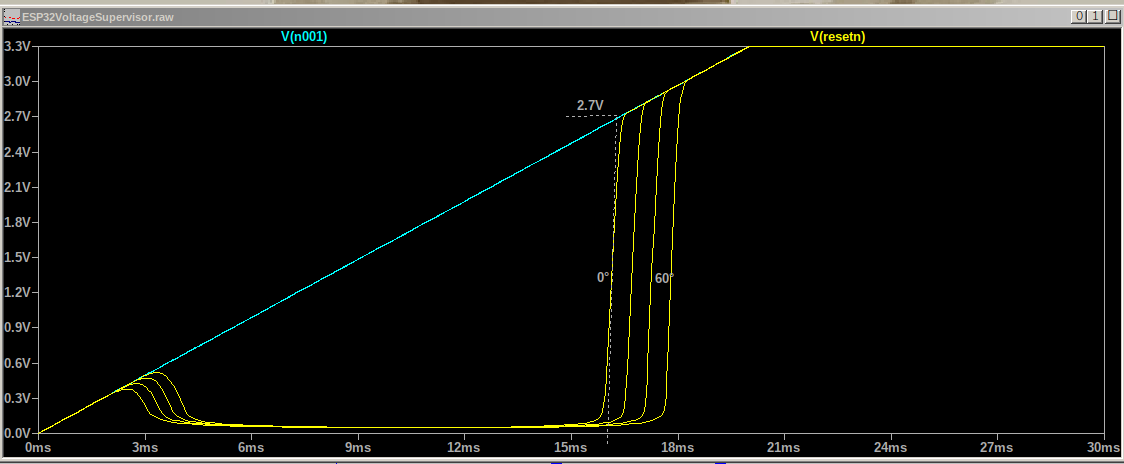 ESP32VoltageSupervisor.raw
0 1
V(n001) V(resetn)
3.3V
3.0V
2.7V
2.7V
2.4V
2.1V
1.8V
1.5V
0° 60°
1.2V
0.9V
0.6V
0.3V
0.0V
0ms 3ms 6ms 9ms 12ms 15ms 18ms 21ms 24ms 27ms 30ms